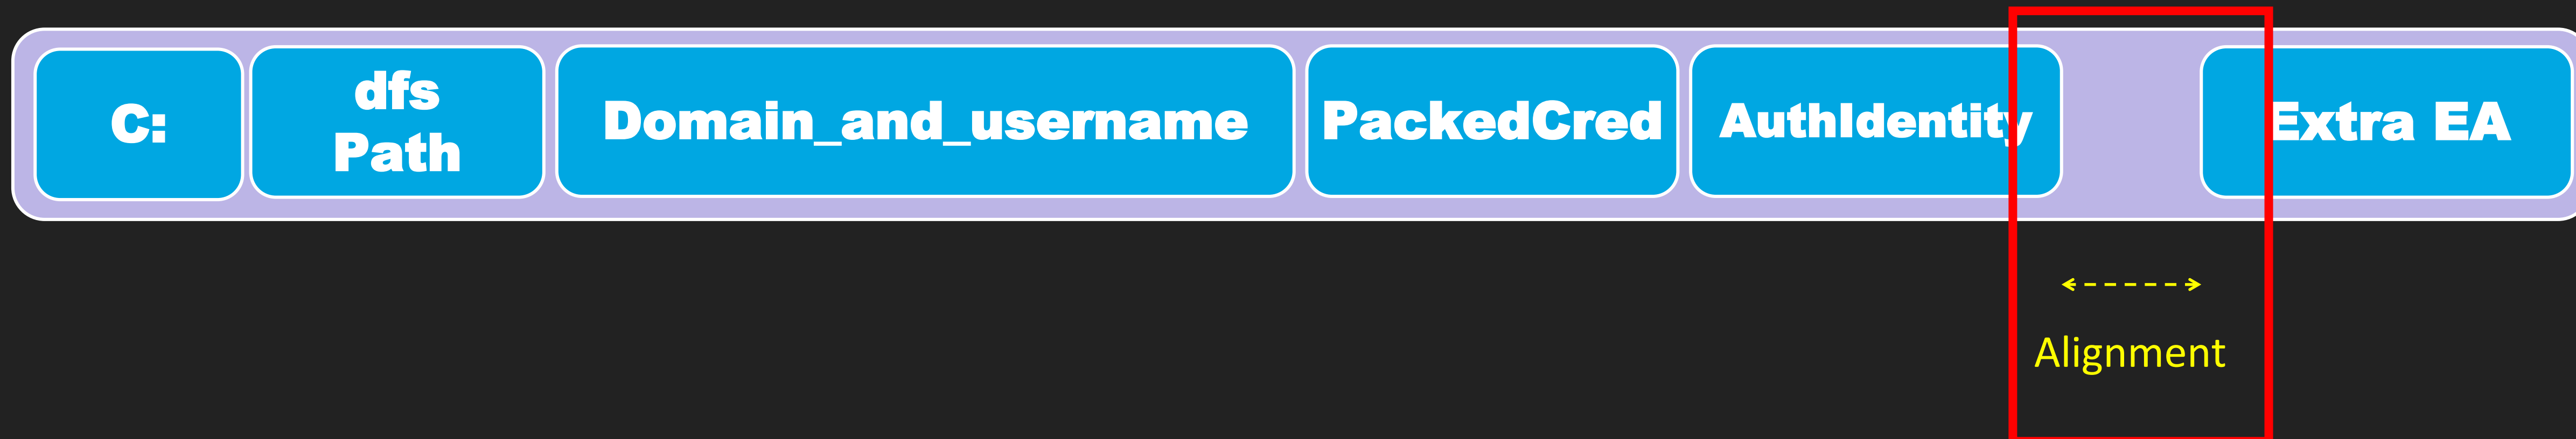 C:
dfs
Path
Domain_and_username
PackedCred
AuthIdentity
Extra EA
Alignment